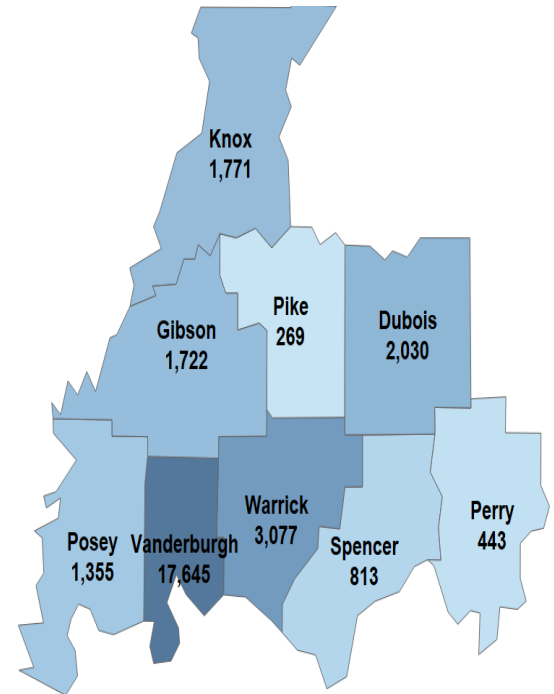 Knox
1,771
Pike
269
Dubois
2,030
Gibson
1,722
Warrick
3,077
Perry
443
Posey
1,355
Vanderburgh
17,645
Spencer
813